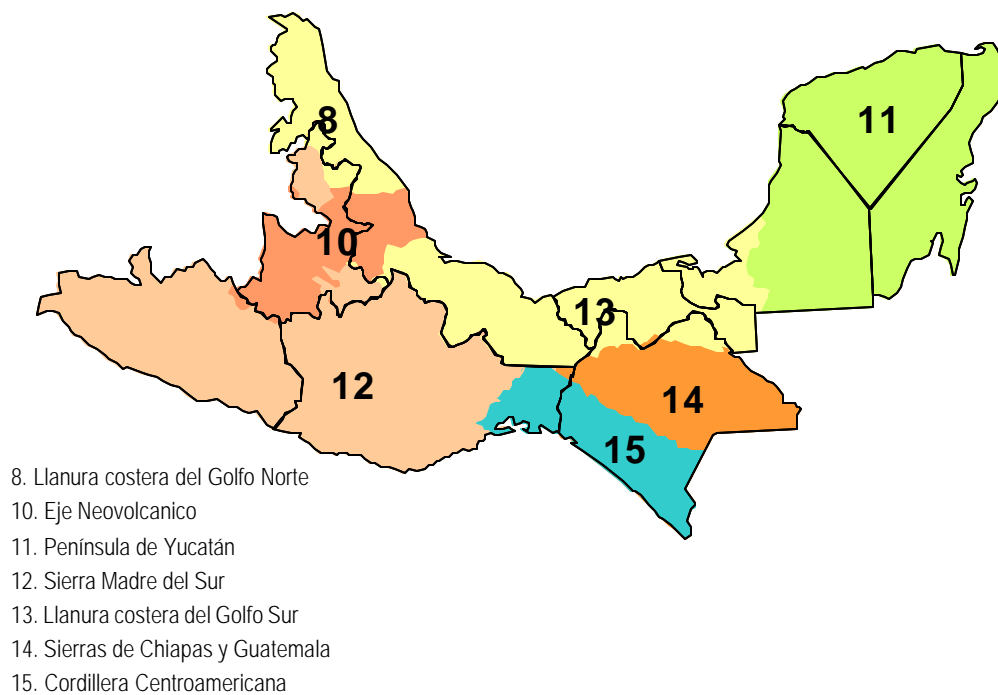 8
11
10
13
12
14
15
8. Llanura costera del Golfo Norte
10. Eje Neovolcanico
11. Península de Yucatán
12. Sierra Madre del Sur
13. Llanura costera del Golfo Sur
14. Sierras de Chiapas y Guatemala
15. Cordillera Centroamericana